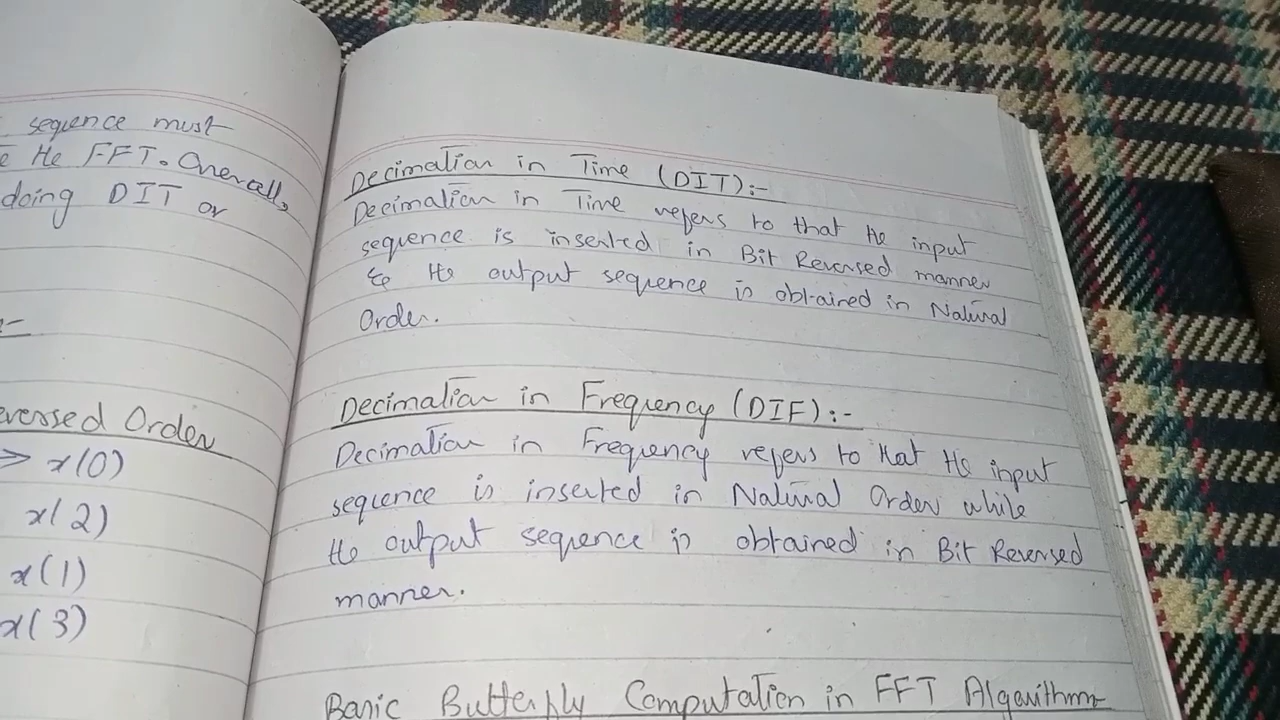 sequence must
the FFT. Overall,
doing DIT or
Order
x(0)
x(2)
x(1)
x(3)
Decimation in Time (DIT):-
Decimation in Time refers to that the input
sequence is inserted in Bit Reversed manner
& the output sequence is obtained in Natural
Order.
Decimation in Frequency (DIF):-
Decimation in Frequency refers to that the input
sequence is inserted in Natural Order while
the output sequence is obtained in Bit Reversed
manner.
Basic Butterfly Computation in FFT Algorithm